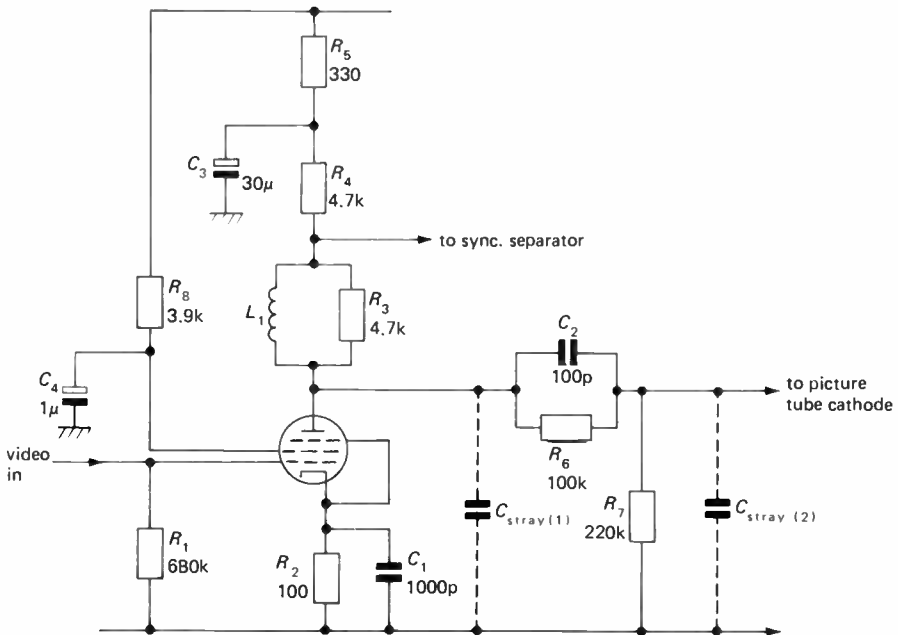 R5
330
C3
30μ
R4
4.7k
to sync. separator
R8
3.9k
L1
R3
4.7k
C2
100p
C4
1μ
to picture
tube cathode
video
in
R6
100k
Cstray(1)
R7
220k
Cstray (2)
R1
6B0k
R2
100
C1
1000p